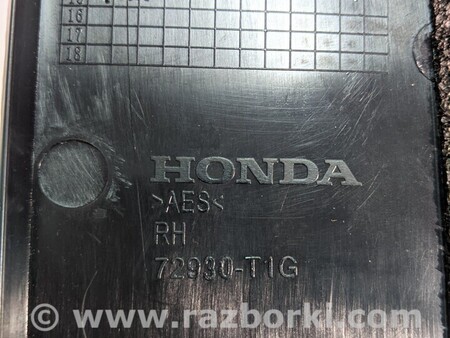 16
17
18
HONDA
>AES<
RH
72930-T1G
© www.razborki.com